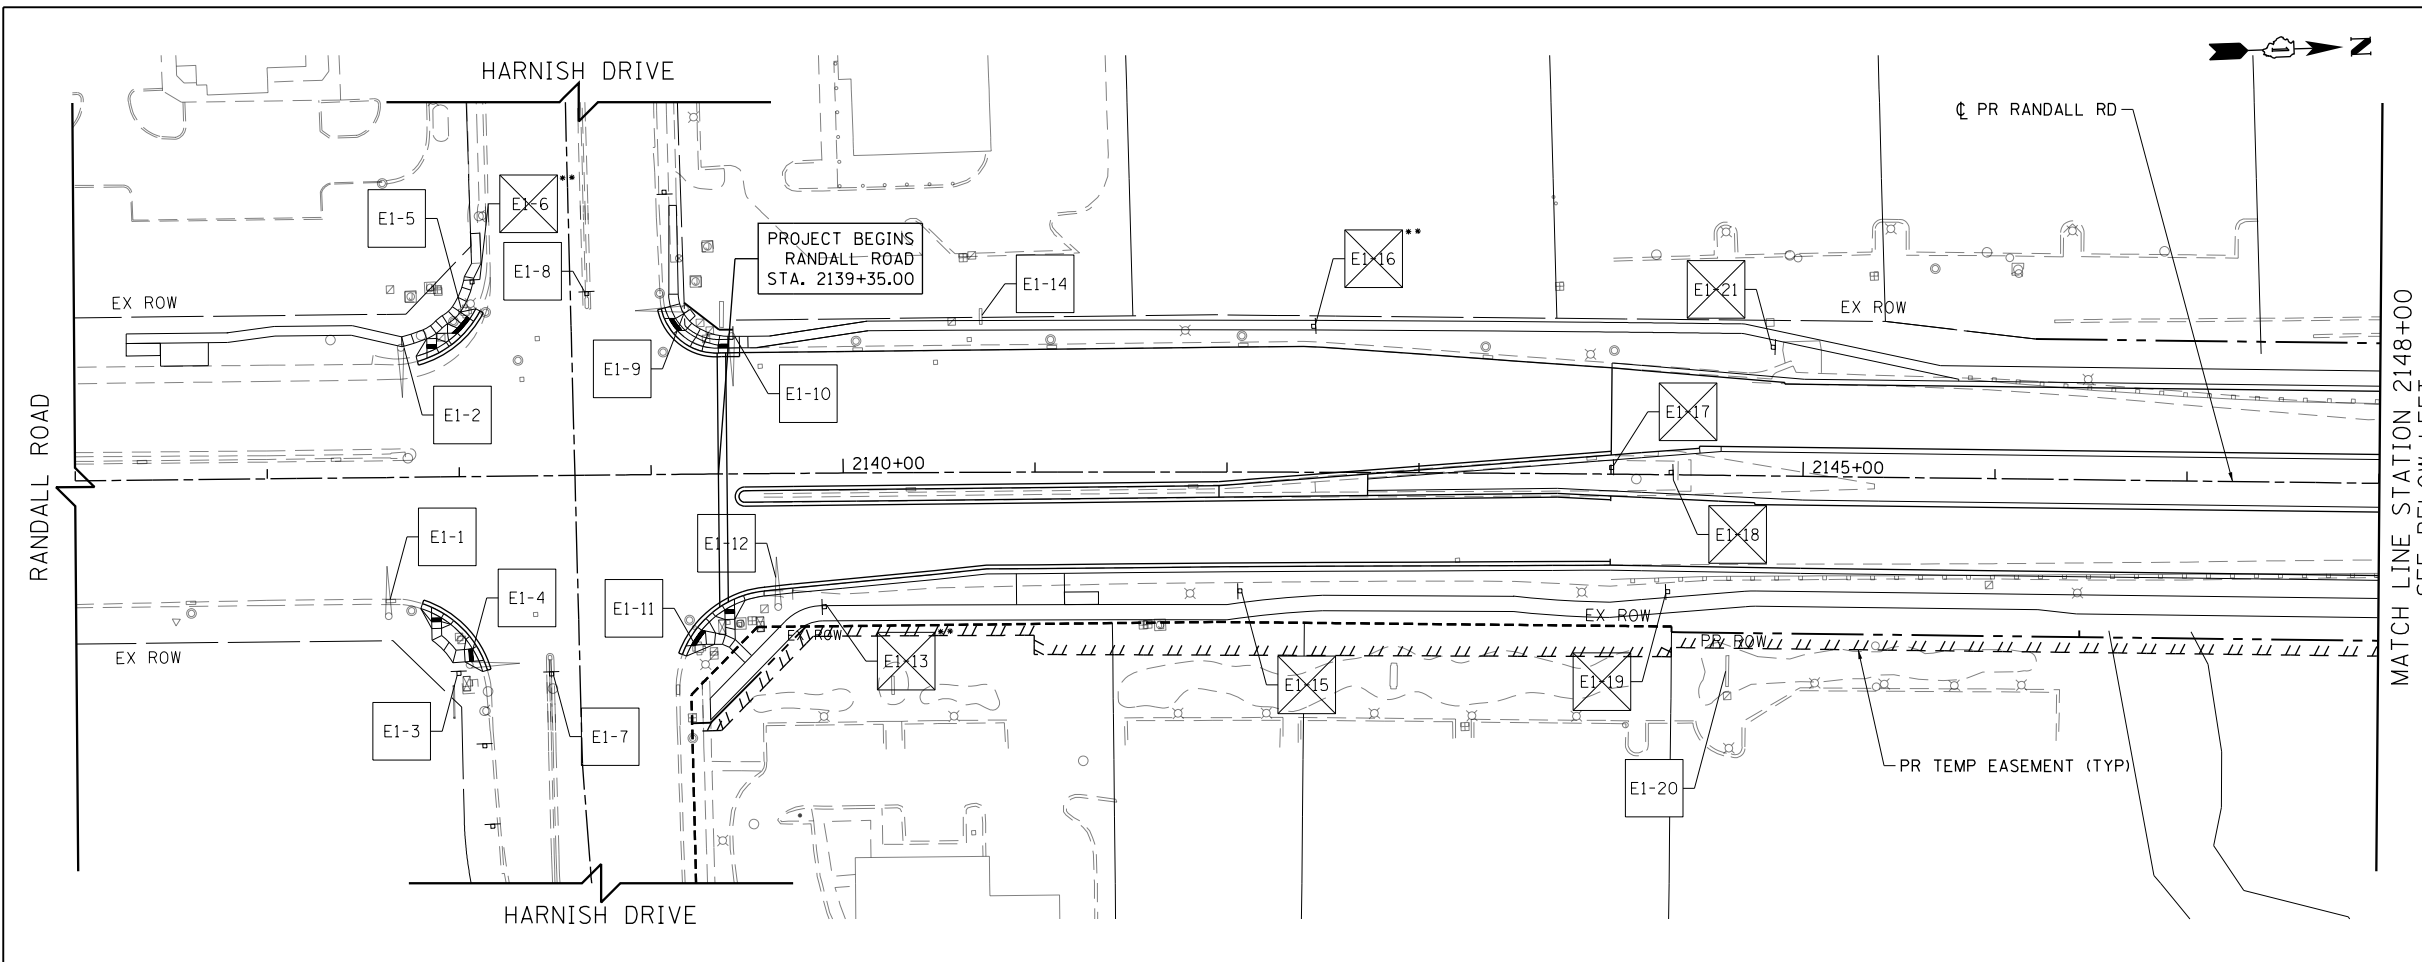 HARNISH DRIVE
N
℄ PR RANDALL RD
E1-5
E1-6
**
E1-8
PROJECT BEGINS
RANDALL ROAD
STA. 2139+35.00
E1-14
E1-16
**
E1-21
EX ROW
EX ROW
E1-9
E1-10
E1-2
E1-17
RANDALL ROAD
2140+00
2145+00
MATCH LINE STATION 2148+00
SEE BELOW LEFT
E1-1
E1-12
E1-18
E1-4
E1-11
EX ROW
EX ROW
EX ROW
PR ROW
E1-13
**
E1-15
E1-19
E1-3
E1-7
E1-20
PR TEMP EASEMENT (TYP)
HARNISH DRIVE